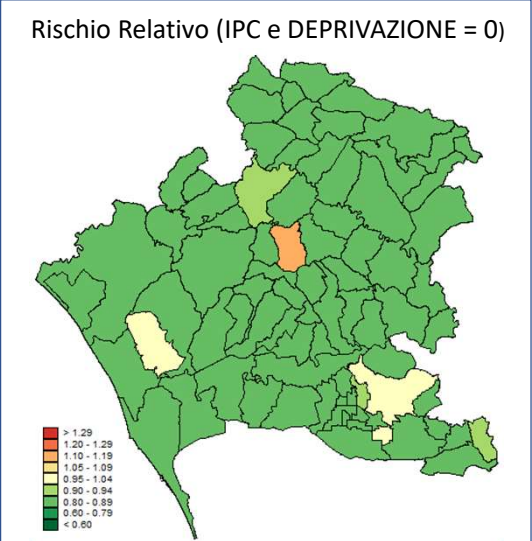 Rischio Relativo (IPC e DEPRIVAZIONE = 0)
> 1.29
1.20 - 1.29
1.10 - 1.19
1.05 - 1.09
0.95 - 1.04
0.90 - 0.94
0.80 - 0.89
0.60 - 0.79
< 0.60